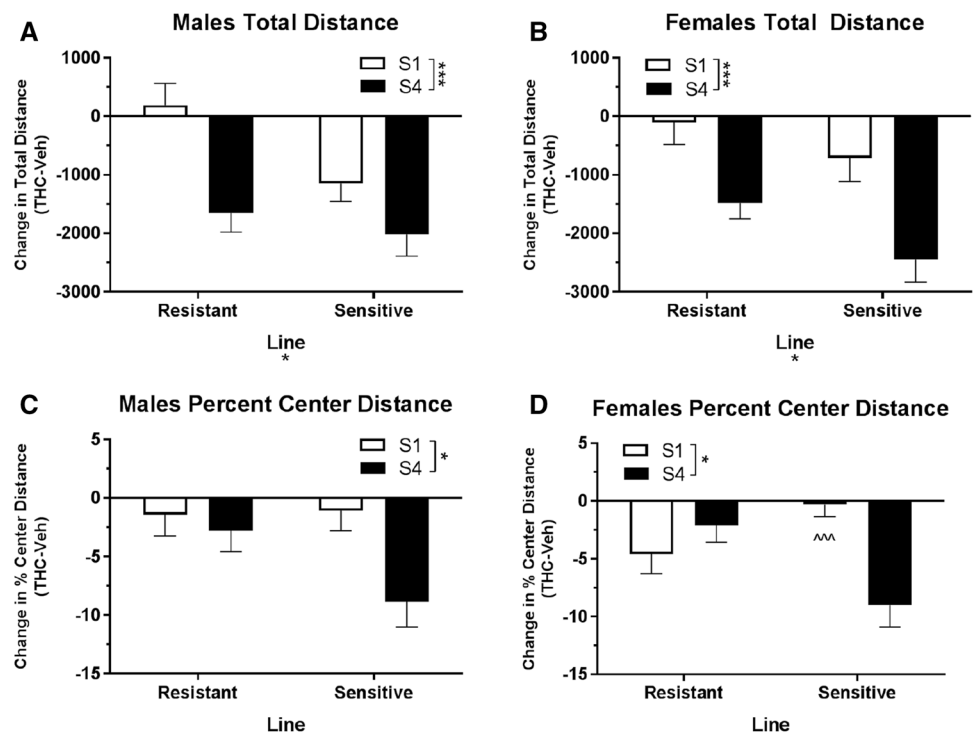 A
Males Total Distance
Change in Total Distance
(THC-Veh)
1000
0
-1000
-2000
-3000
S1
S4
***
Resistant
Sensitive
Line
*
B
Females Total Distance
Change in Total Distance
(THC-Veh)
1000
0
-1000
-2000
-3000
S1
S4
***
Resistant
Sensitive
Line
*
C
Males Percent Center Distance
Change in % Center Distance
(THC-Veh)
5
0
-5
-10
-15
S1
S4
*
Resistant
Sensitive
Line
D
Females Percent Center Distance
Change in % Center Distance
(THC-Veh)
5
0
-5
-10
-15
S1
S4
*
^^^
Resistant
Sensitive
Line